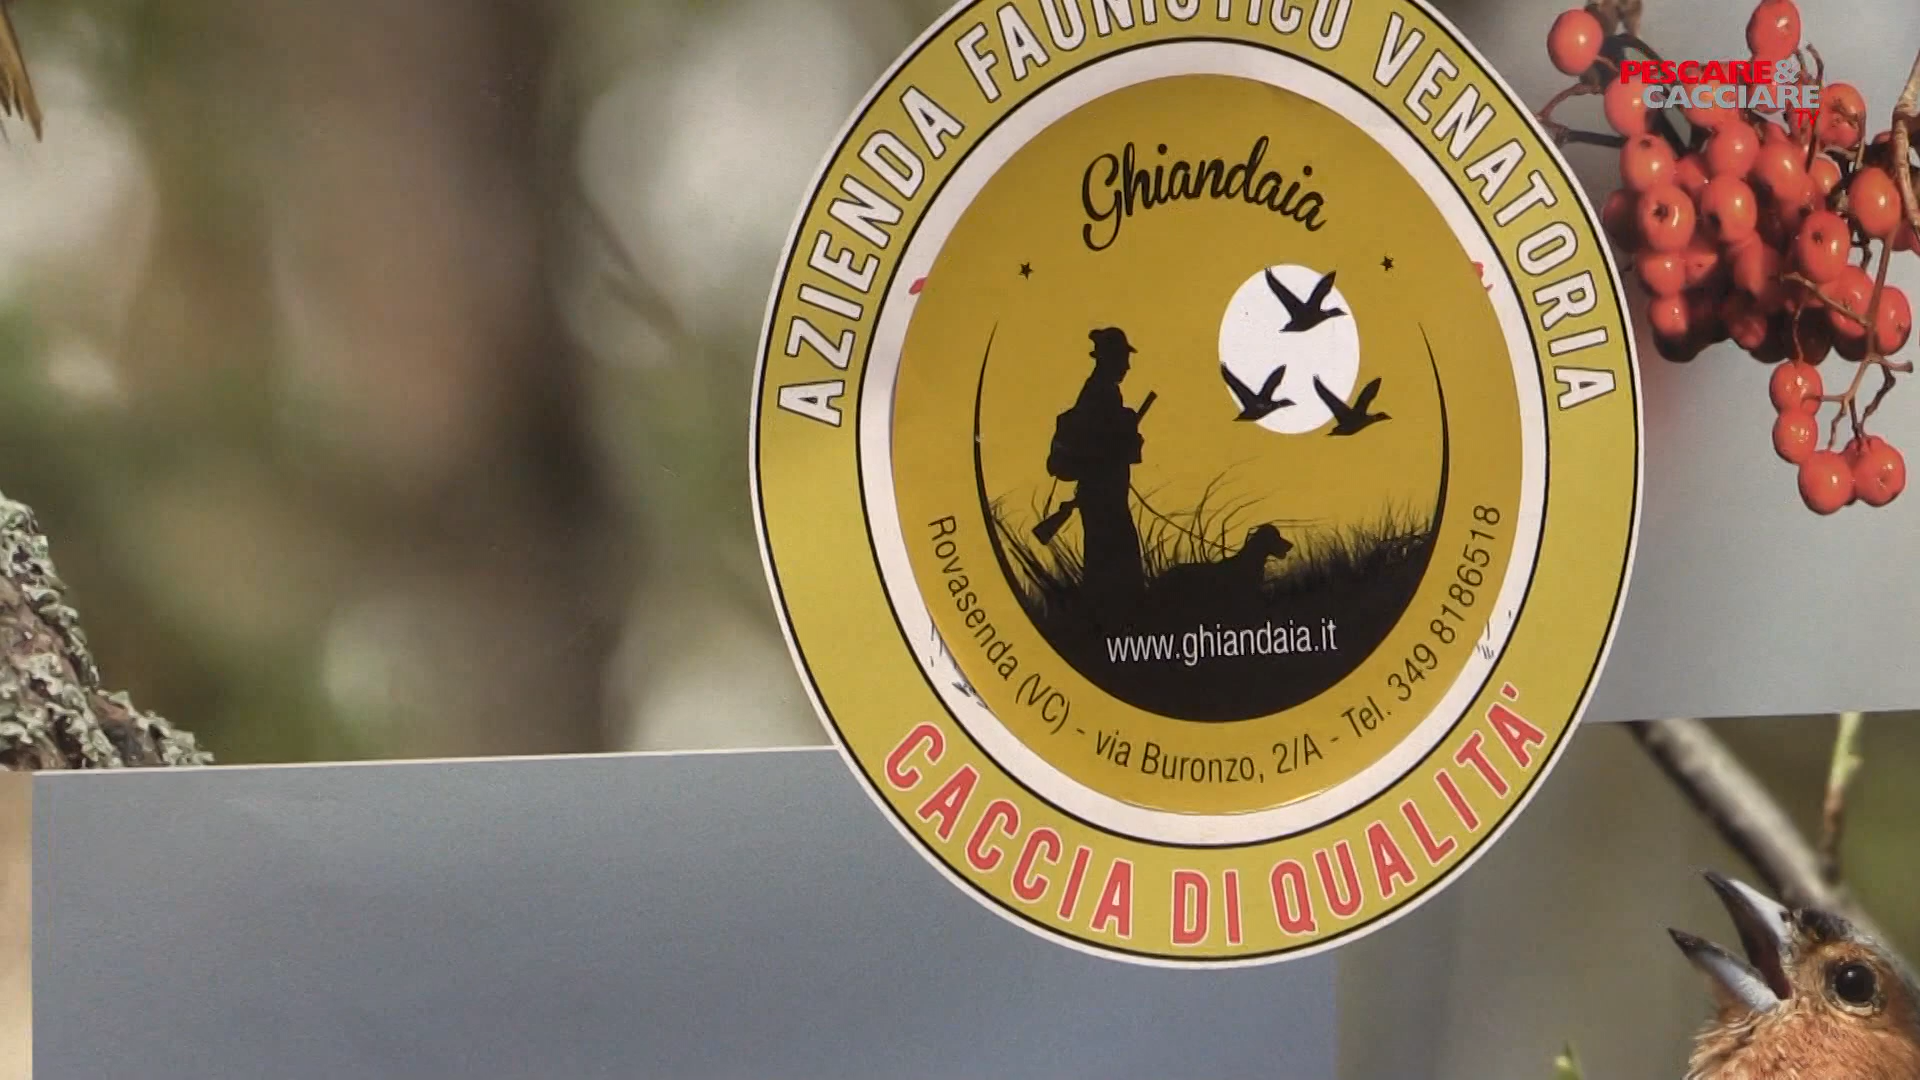 AZIENDA FAUNISTICO VENATORIA
PESCARE&
CACCIARE
TV
Ghiandaia
www.ghiandaia.it
Rovasenda (VC) - via Buronzo, 2/A - Tel. 349 8186518
CACCIA DI QUALITA'